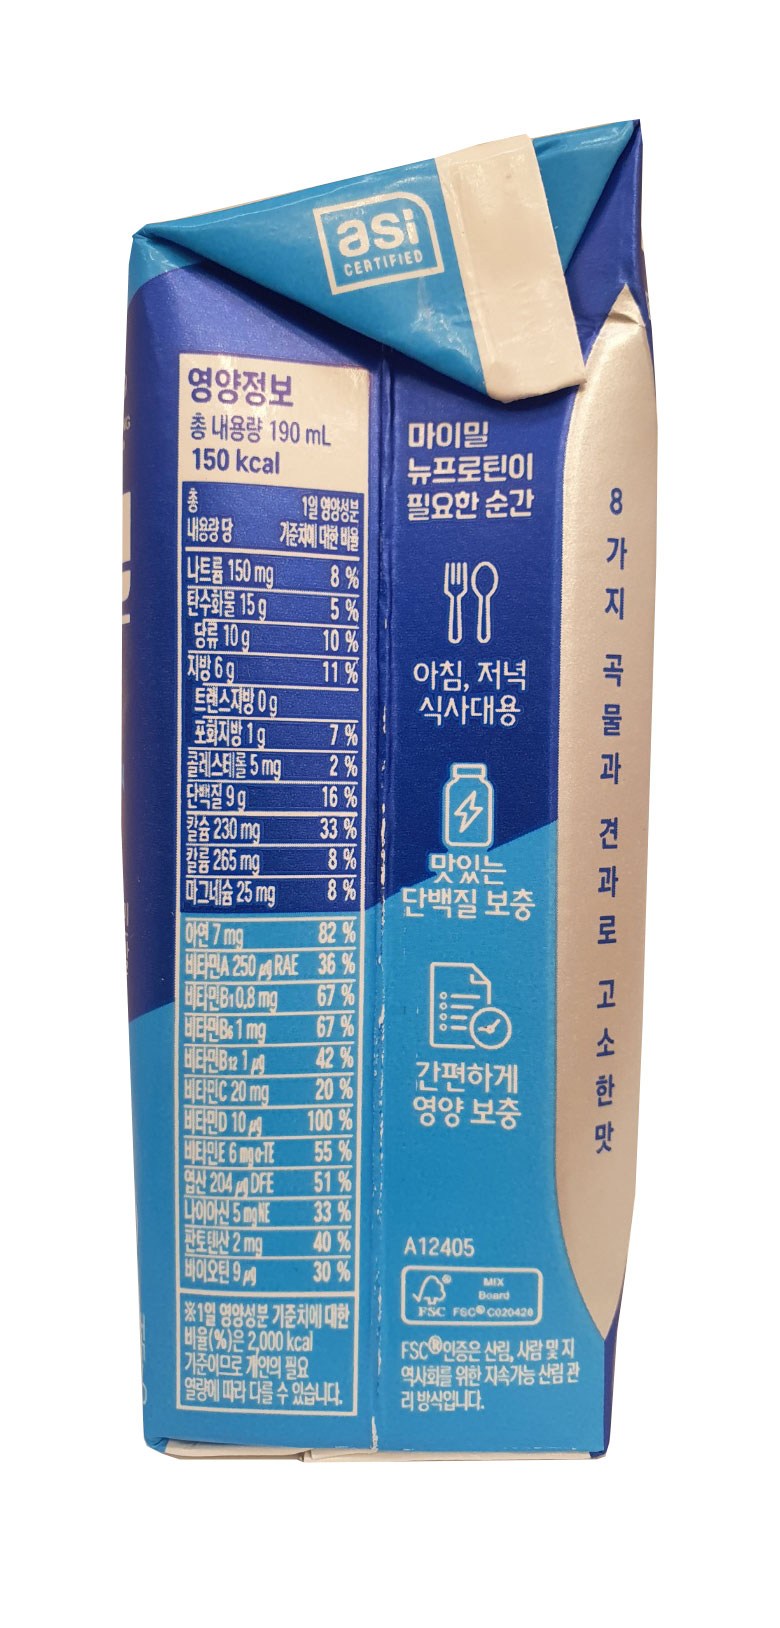 asi
CERTIFIED
영양정보
총 내용량 190 mL
150 kcal
총 1일 영양성분
내용량당 기준치에 대한 비율
나트륨 150 mg 8 %
탄수화물 15 g 5 %
당류 10 g 10 %
지방 6 g 11 %
트랜스지방 0 g
포화지방 1 g 7 %
콜레스테롤 5 mg 2 %
단백질 9 g 16 %
칼슘 230 mg 33 %
칼륨 265 mg 8 %
마그네슘 25 mg 8 %
아연 7 mg 82 %
비타민A 250 μg RAE 36 %
비타민B1 0.8 mg 67 %
비타민B6 1 mg 67 %
비타민B12 1 μg 42 %
비타민C 20 mg 20 %
비타민D 10 μg 100 %
비타민E 6 mg α-TE 55 %
엽산 204 μg DFE 51 %
나이아신 5 mg NE 33 %
판토텐산 2 mg 40 %
바이오틴 9 μg 30 %
※1일 영양성분 기준치에 대한
비율(%)은 2,000 kcal
기준이므로 개인의 필요
열량에 따라 다를 수 있습니다.
마이밀
뉴프로틴이
필요한 순간
아침, 저녁
식사대용
맛있는
단백질 보충
간편하게
영양 보충
A12405
MIX
Board
FSC FSC® C020428
FSC®인증은 산림, 사람 및 지
역사회를 위한 지속가능 산림 관
리 방식입니다.
8가지 곡물과 견과로 고소한맛